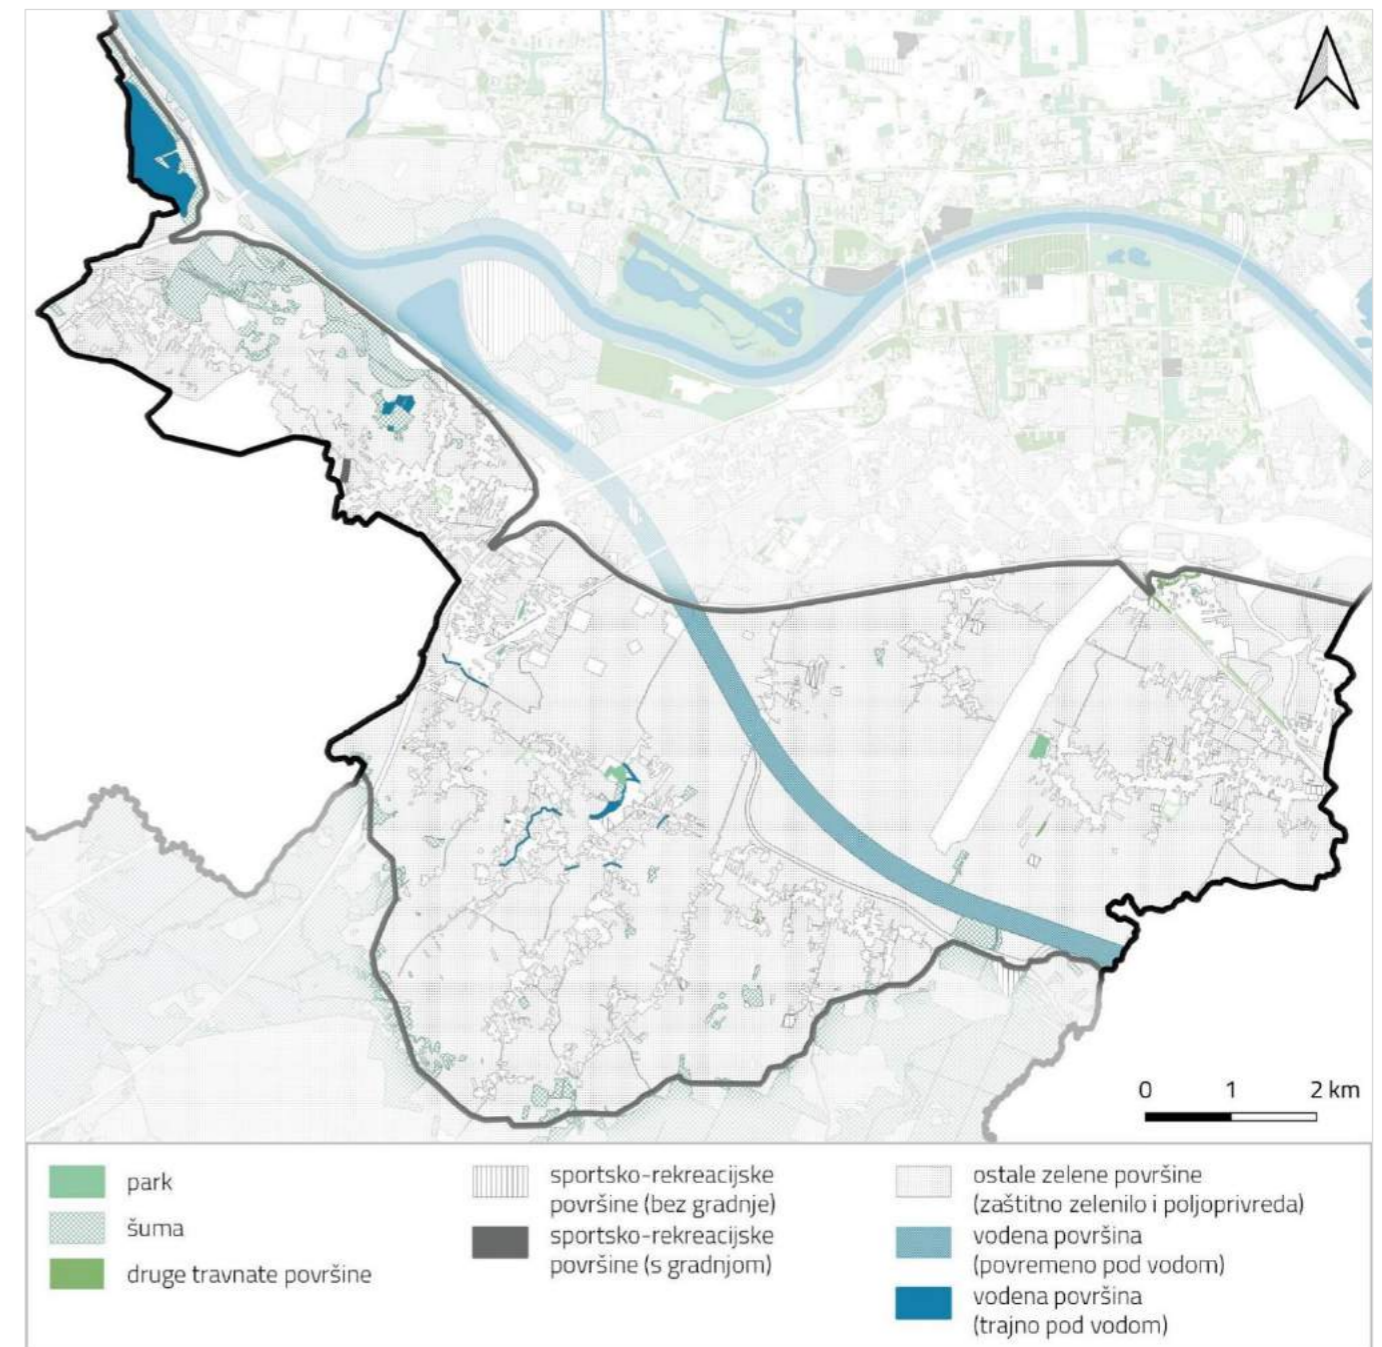 0 1 2 km
park
šuma
druge travnate površine
sportsko-rekreacijske
površine (bez gradnje)
sportsko-rekreacijske
površine (s gradnjom)
ostale zelene površine
(zaštitno zelenilo i poljoprivreda)
vodena površina
(povremeno pod vodom)
vodena površina
(trajno pod vodom)